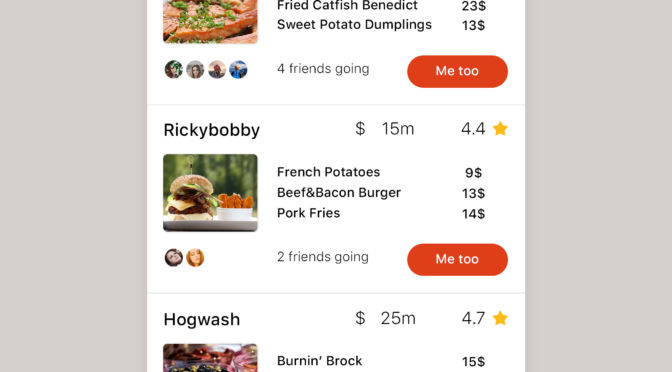 Fried Catfish Benedict 23$
Sweet Potato Dumplings 13$
4 friends going Me too
Rickybobby $ 15m 4.4
French Potatoes 9$
Beef&Bacon Burger 13$
Pork Fries 14$
2 friends going Me too
Hogwash $ 25m 4.7
Burnin’ Brock 15$